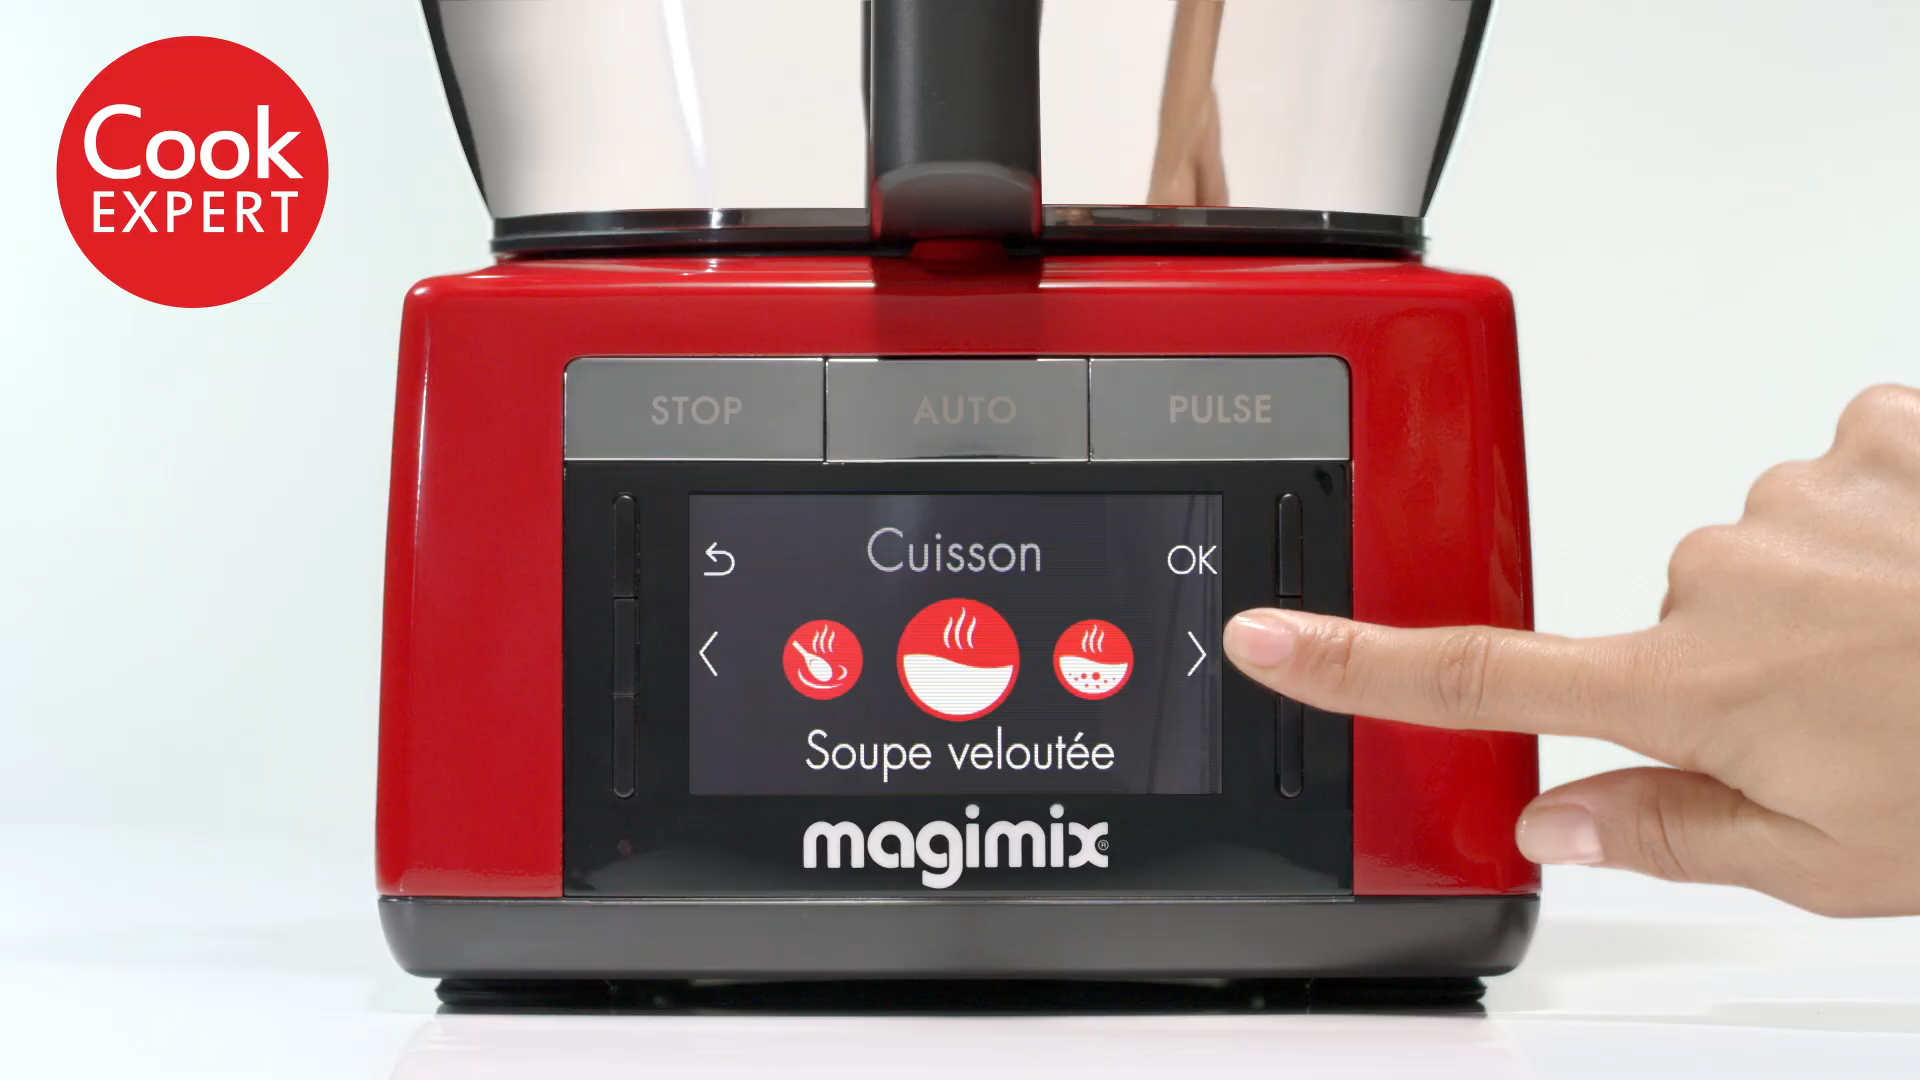 Cook
EXPERT
STOP
AUTO
PULSE
Cuisson
OK
Soupe veloutée
magimix®